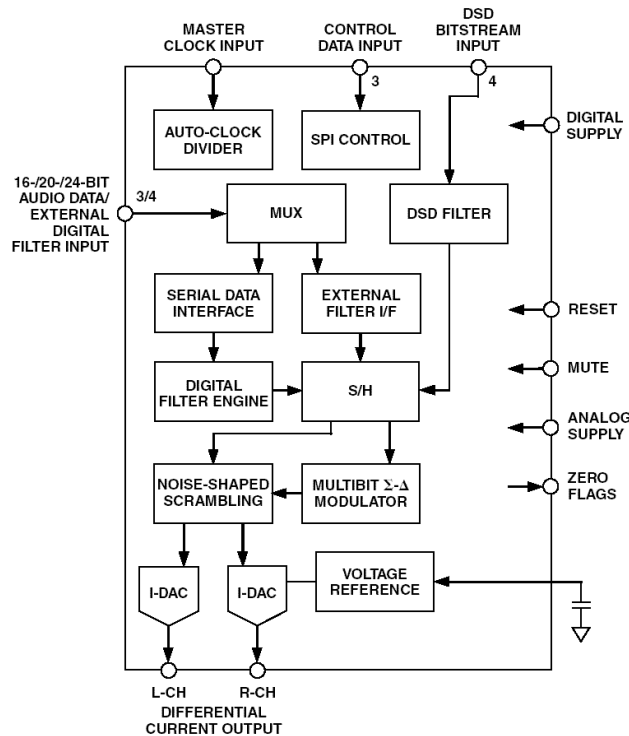 MASTER
CLOCK INPUT
CONTROL
DATA INPUT
DSD
BITSTREAM
INPUT
3
4
AUTO-CLOCK
DIVIDER
SPI CONTROL
DIGITAL
SUPPLY
16-/20-/24-BIT
AUDIO DATA/
EXTERNAL
DIGITAL
FILTER INPUT
3/4
MUX
DSD FILTER
SERIAL DATA
INTERFACE
EXTERNAL
FILTER I/F
RESET
DIGITAL
FILTER ENGINE
S/H
MUTE
ANALOG
SUPPLY
NOISE-SHAPED
SCRAMBLING
MULTIBIT Σ-Δ
MODULATOR
ZERO
FLAGS
I-DAC
I-DAC
VOLTAGE
REFERENCE
L-CH
R-CH
DIFFERENTIAL
CURRENT OUTPUT